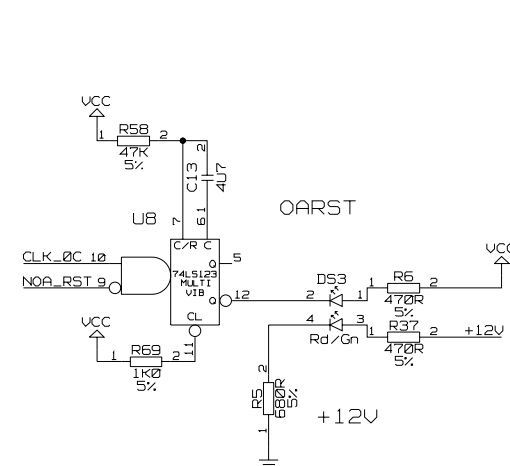 VCC
1 R58 2
47K
5%
2
C13
4U7
1
U8
7
6
OARST
C/R C
CLK_0C 10
Q 5
74LS123
MULTI
VIB
NOA_RST 9
Q 12
CL
11
VCC
1 R69 2
1K0
5%
VCC
DS3
2 1
1 R6 2
470R
5%
4 3
Rd/Gn
1 R37 2
470R
5%
+12V
2
R5
680R
5%
1
+12V